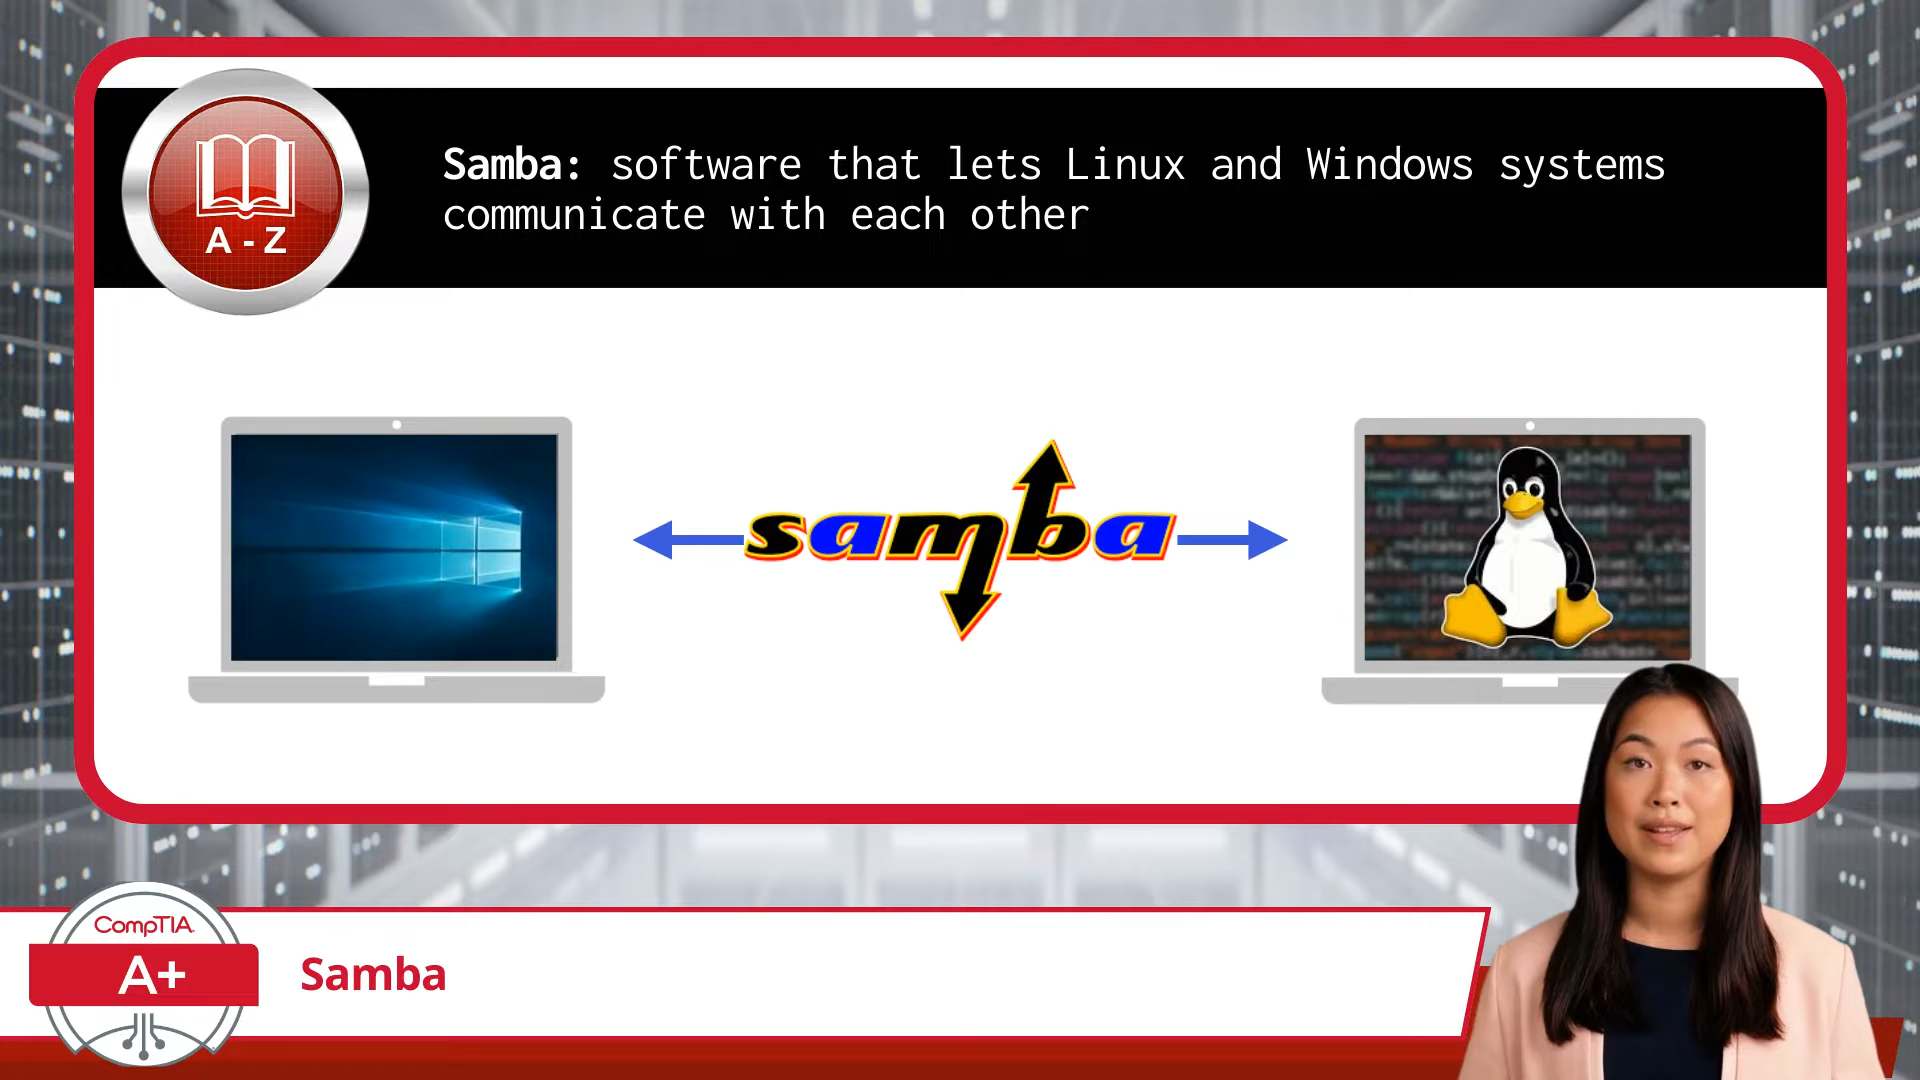 Samba: software that lets Linux and Windows systems
communicate with each other
A - Z
samba
CompTIA.
A+
Samba